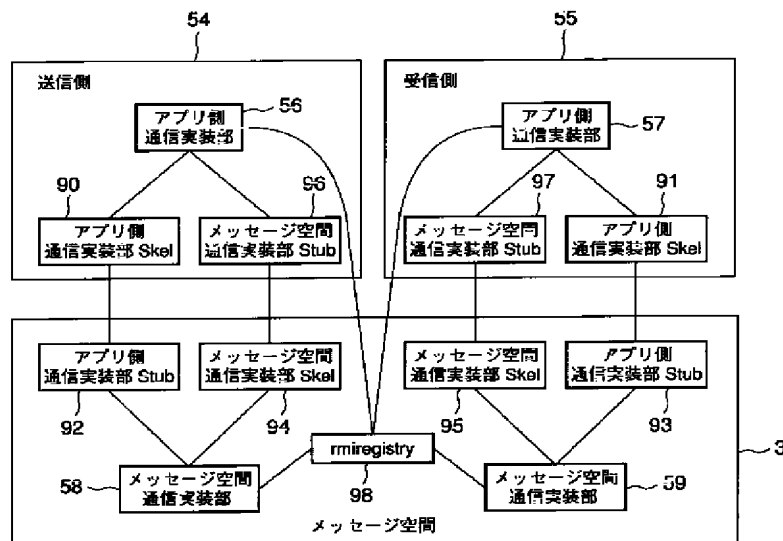 54
55
送信側
受信側
アプリ側
通信実装部
56
アプリ側
通信実装部
57
90
96
97
91
アプリ側
通信実装部 Skel
メッセージ空間
通信実装部 Stub
メッセージ空間
通信実装部 Stub
アプリ側
通信実装部 Skel
アプリ側
通信実装部 Stub
メッセージ空間
通信実装部 Skel
メッセージ空間
通信実装部 Skel
アプリ側
通信実装部 Stub
92
94
95
93
rmiregistry
98
3
58
メッセージ空間
通信実装部
メッセージ空間
通信実装部
59
メッセージ空間